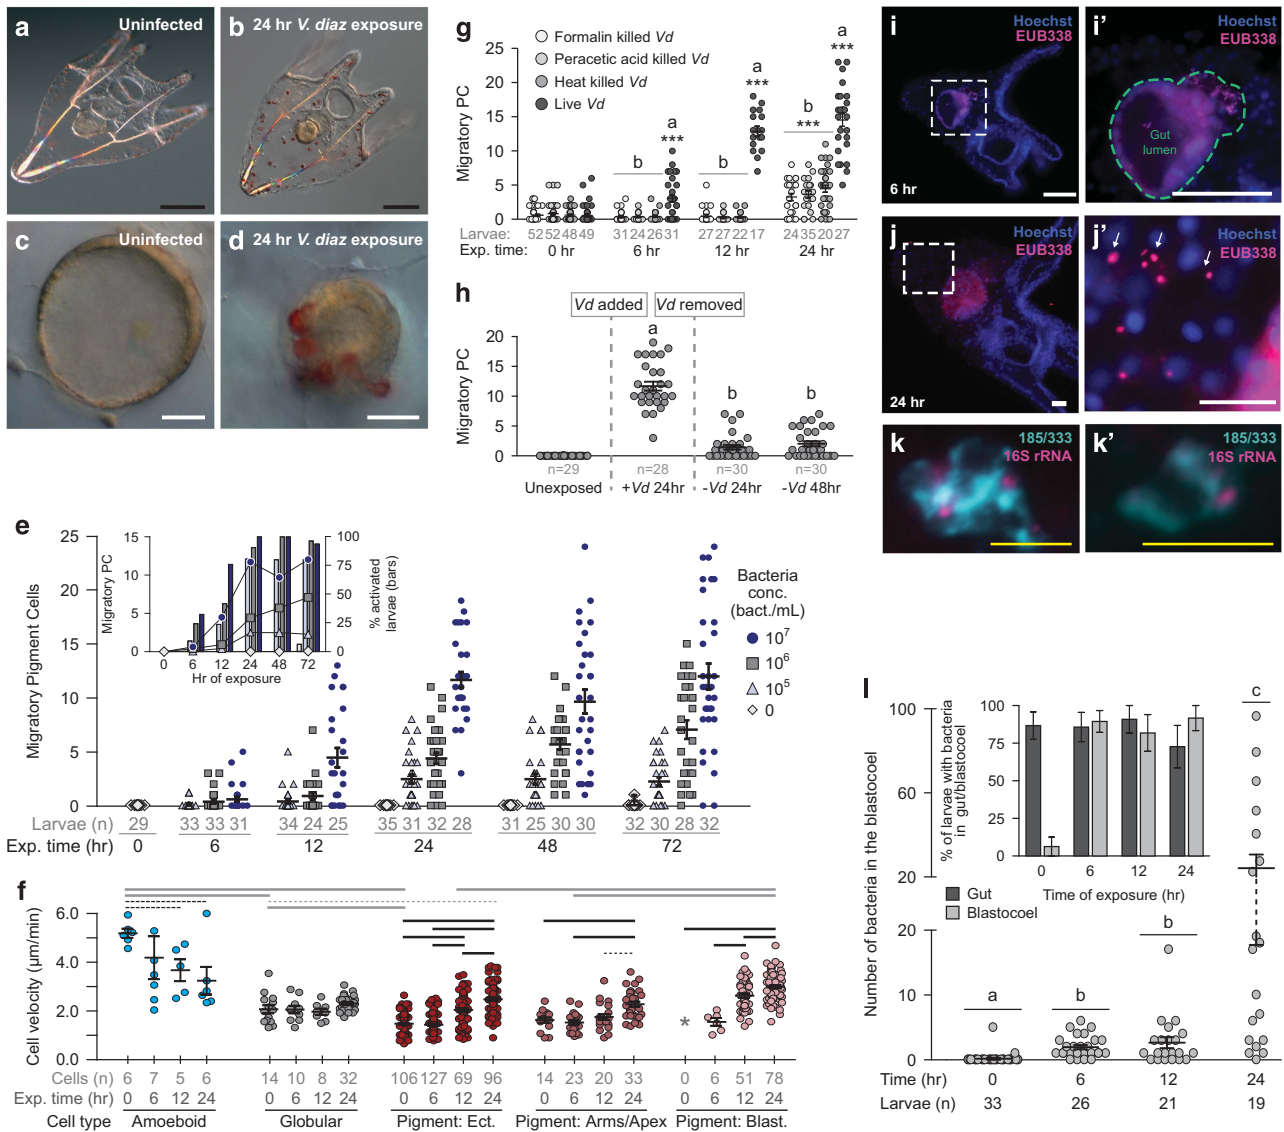 a
Uninfected
b
24 hr V. diaz exposure
c
Uninfected
d
24 hr V. diaz exposure
g
Formalin killed Vd
Peracetic acid killed Vd
Heat killed Vd
Live Vd
Migratory PC
25
20
15
10
5
0
b
a
***
b
a
***
b
***
a
***
Larvae:
52 52 48 49
31 24 26 31
27 27 22 17
24 35 20 27
Exp. time:
0 hr
6 hr
12 hr
24 hr
h
Vd added
Vd removed
Migratory PC
20
15
10
5
0
a
b
b
n=29
n=28
n=30
n=30
Unexposed
+Vd 24hr
-Vd 24hr
-Vd 48hr
i
Hoechst
EUB338
6 hr
i’
Hoechst
EUB338
Gut
lumen
j
Hoechst
EUB338
24 hr
j’
Hoechst
EUB338
k
185/333
16S rRNA
k’
185/333
16S rRNA
e
Migratory Pigment Cells
25
20
15
10
5
0
Migratory PC
15
10
5
0
100
75
50
25
0
% activated
larvae (bars)
0 6 12 24 48 72
Hr of exposure
Bacteria
conc.
(bact./mL)
10⁷
10⁶
10⁵
0
Larvae (n)
29
33 33 31
34 24 25
35 31 32 28
31 25 30 30
32 30 28 32
Exp. time (hr)
0
6
12
24
48
72
f
Cell velocity (μm/min)
6.0
4.0
2.0
0.0
*
Cells (n)
6 7 5 6
14 10 8 32
106 127 69 96
14 23 20 33
0 6 51 78
Exp. time (hr)
0 6 12 24
0 6 12 24
0 6 12 24
0 6 12 24
0 6 12 24
Cell type
Amoeboid
Globular
Pigment: Ect.
Pigment: Arms/Apex
Pigment: Blast.
l
Number of bacteria in the blastocoel
100
60
20
20
10
0
% of larvae with bacteria
in gut/blastocoel
100
75
50
25
0
0 6 12 24
Time of exposure (hr)
Gut
Blastocoel
a
b
b
c
Time (hr)
0 6 12 24
Larvae (n)
33 26 21 19